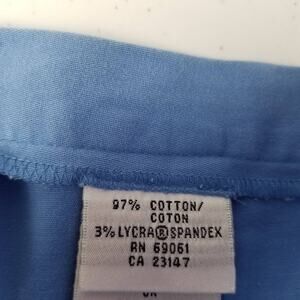 97% COTTON/
COTON
3% LYCRA® SPANDEX
RN 69061
CA 23147